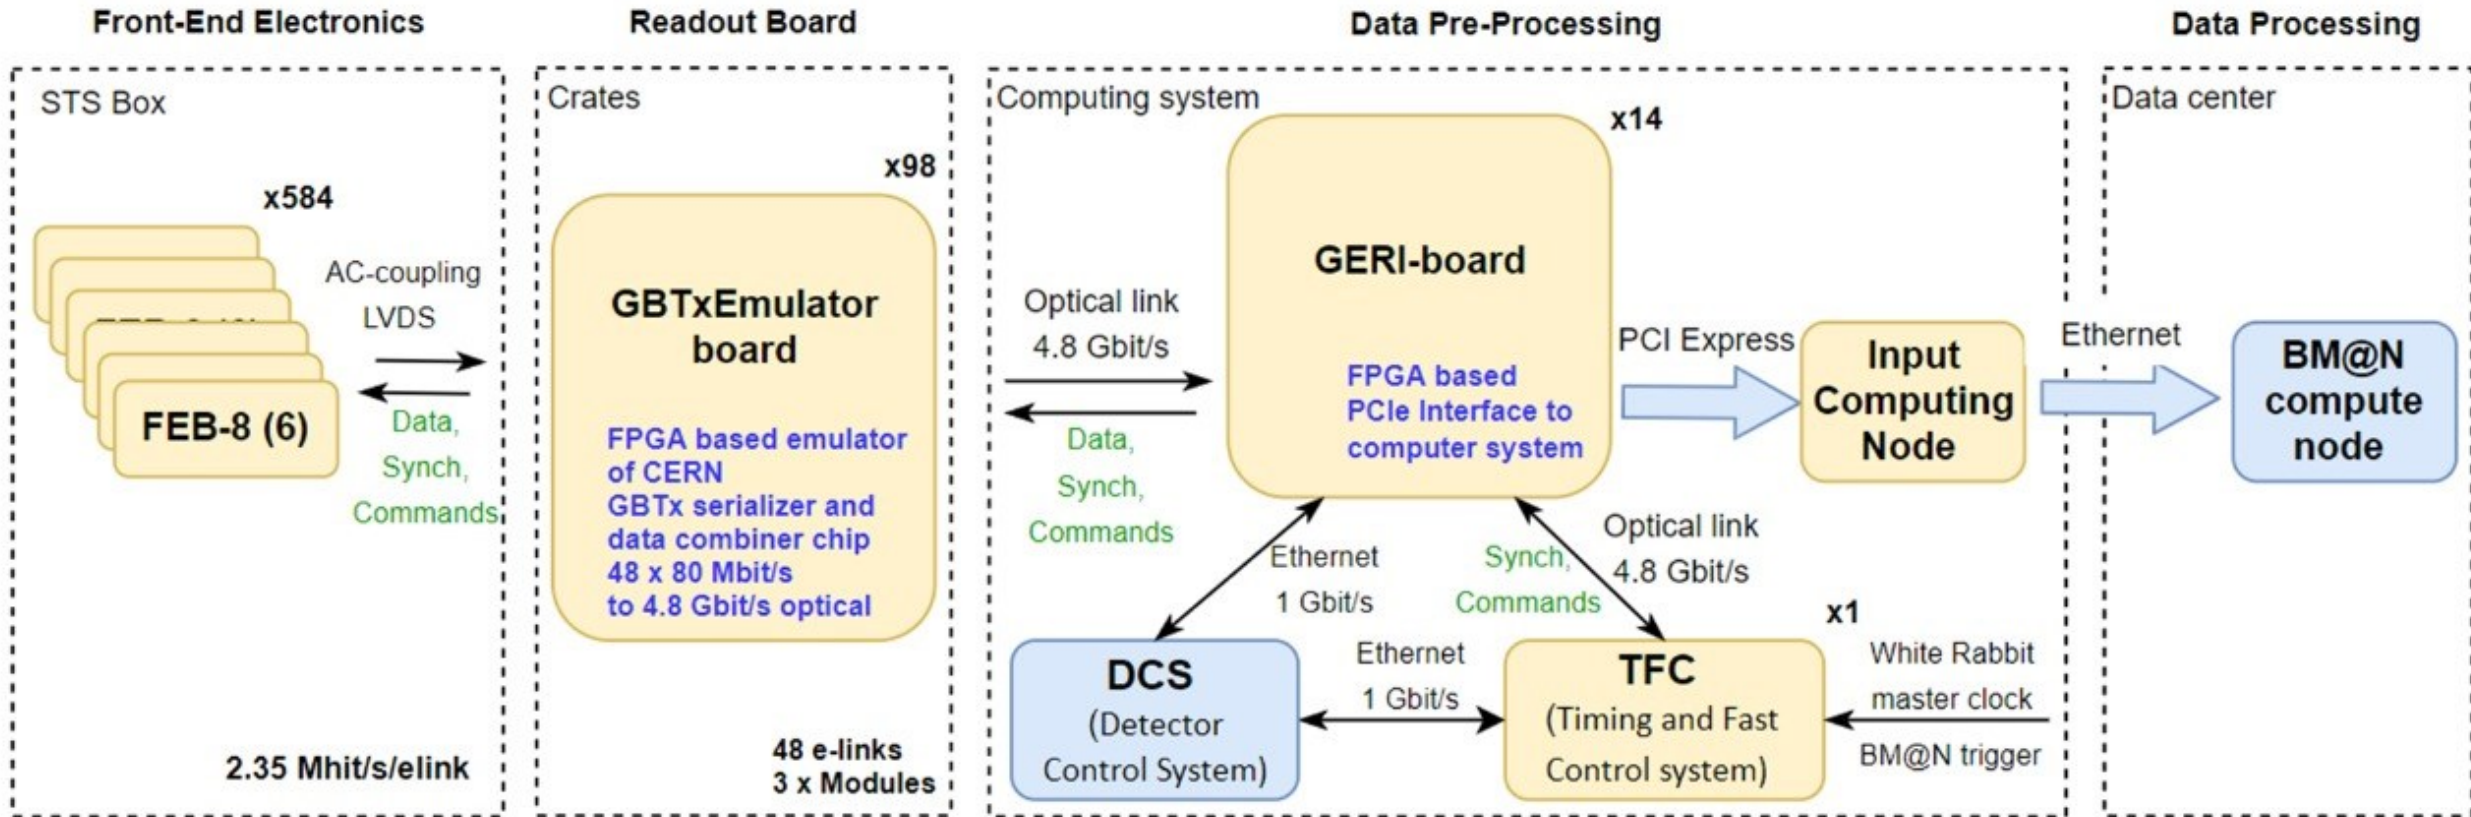 Front-End Electronics
Readout Board
Data Pre-Processing
Data Processing
STS Box
x584
AC-coupling
LVDS
FEB-8 (6)
Data,
Synch,
Commands
2.35 Mhit/s/elink
Crates
x98
GBTxEmulator
board
FPGA based emulator
of CERN
GBTx serializer and
data combiner chip
48 x 80 Mbit/s
to 4.8 Gbit/s optical
48 e-links
3 x Modules
Computing system
Optical link
4.8 Gbit/s
Data,
Synch,
Commands
x14
GERI-board
FPGA based
PCIe Interface to
computer system
PCI Express
Input
Computing
Node
Ethernet
1 Gbit/s
Synch,
Commands
Optical link
4.8 Gbit/s
DCS
(Detector
Control System)
Ethernet
1 Gbit/s
x1
TFC
(Timing and Fast
Control system)
White Rabbit
master clock
BM@N trigger
Ethernet
Data center
BM@N
compute
node